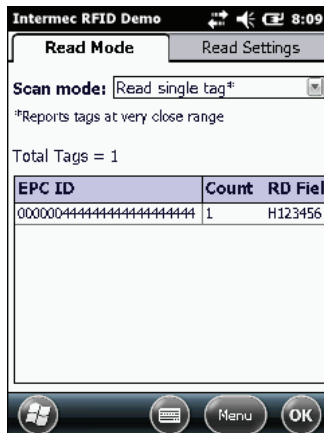 Intermec RFID Demo 8:09
Read Mode Read Settings
Scan mode: Read single tag*
*Reports tags at very close range
Total Tags = 1
EPC ID Count RD Fiel
000000444444444444444444 1 H123456
Menu OK